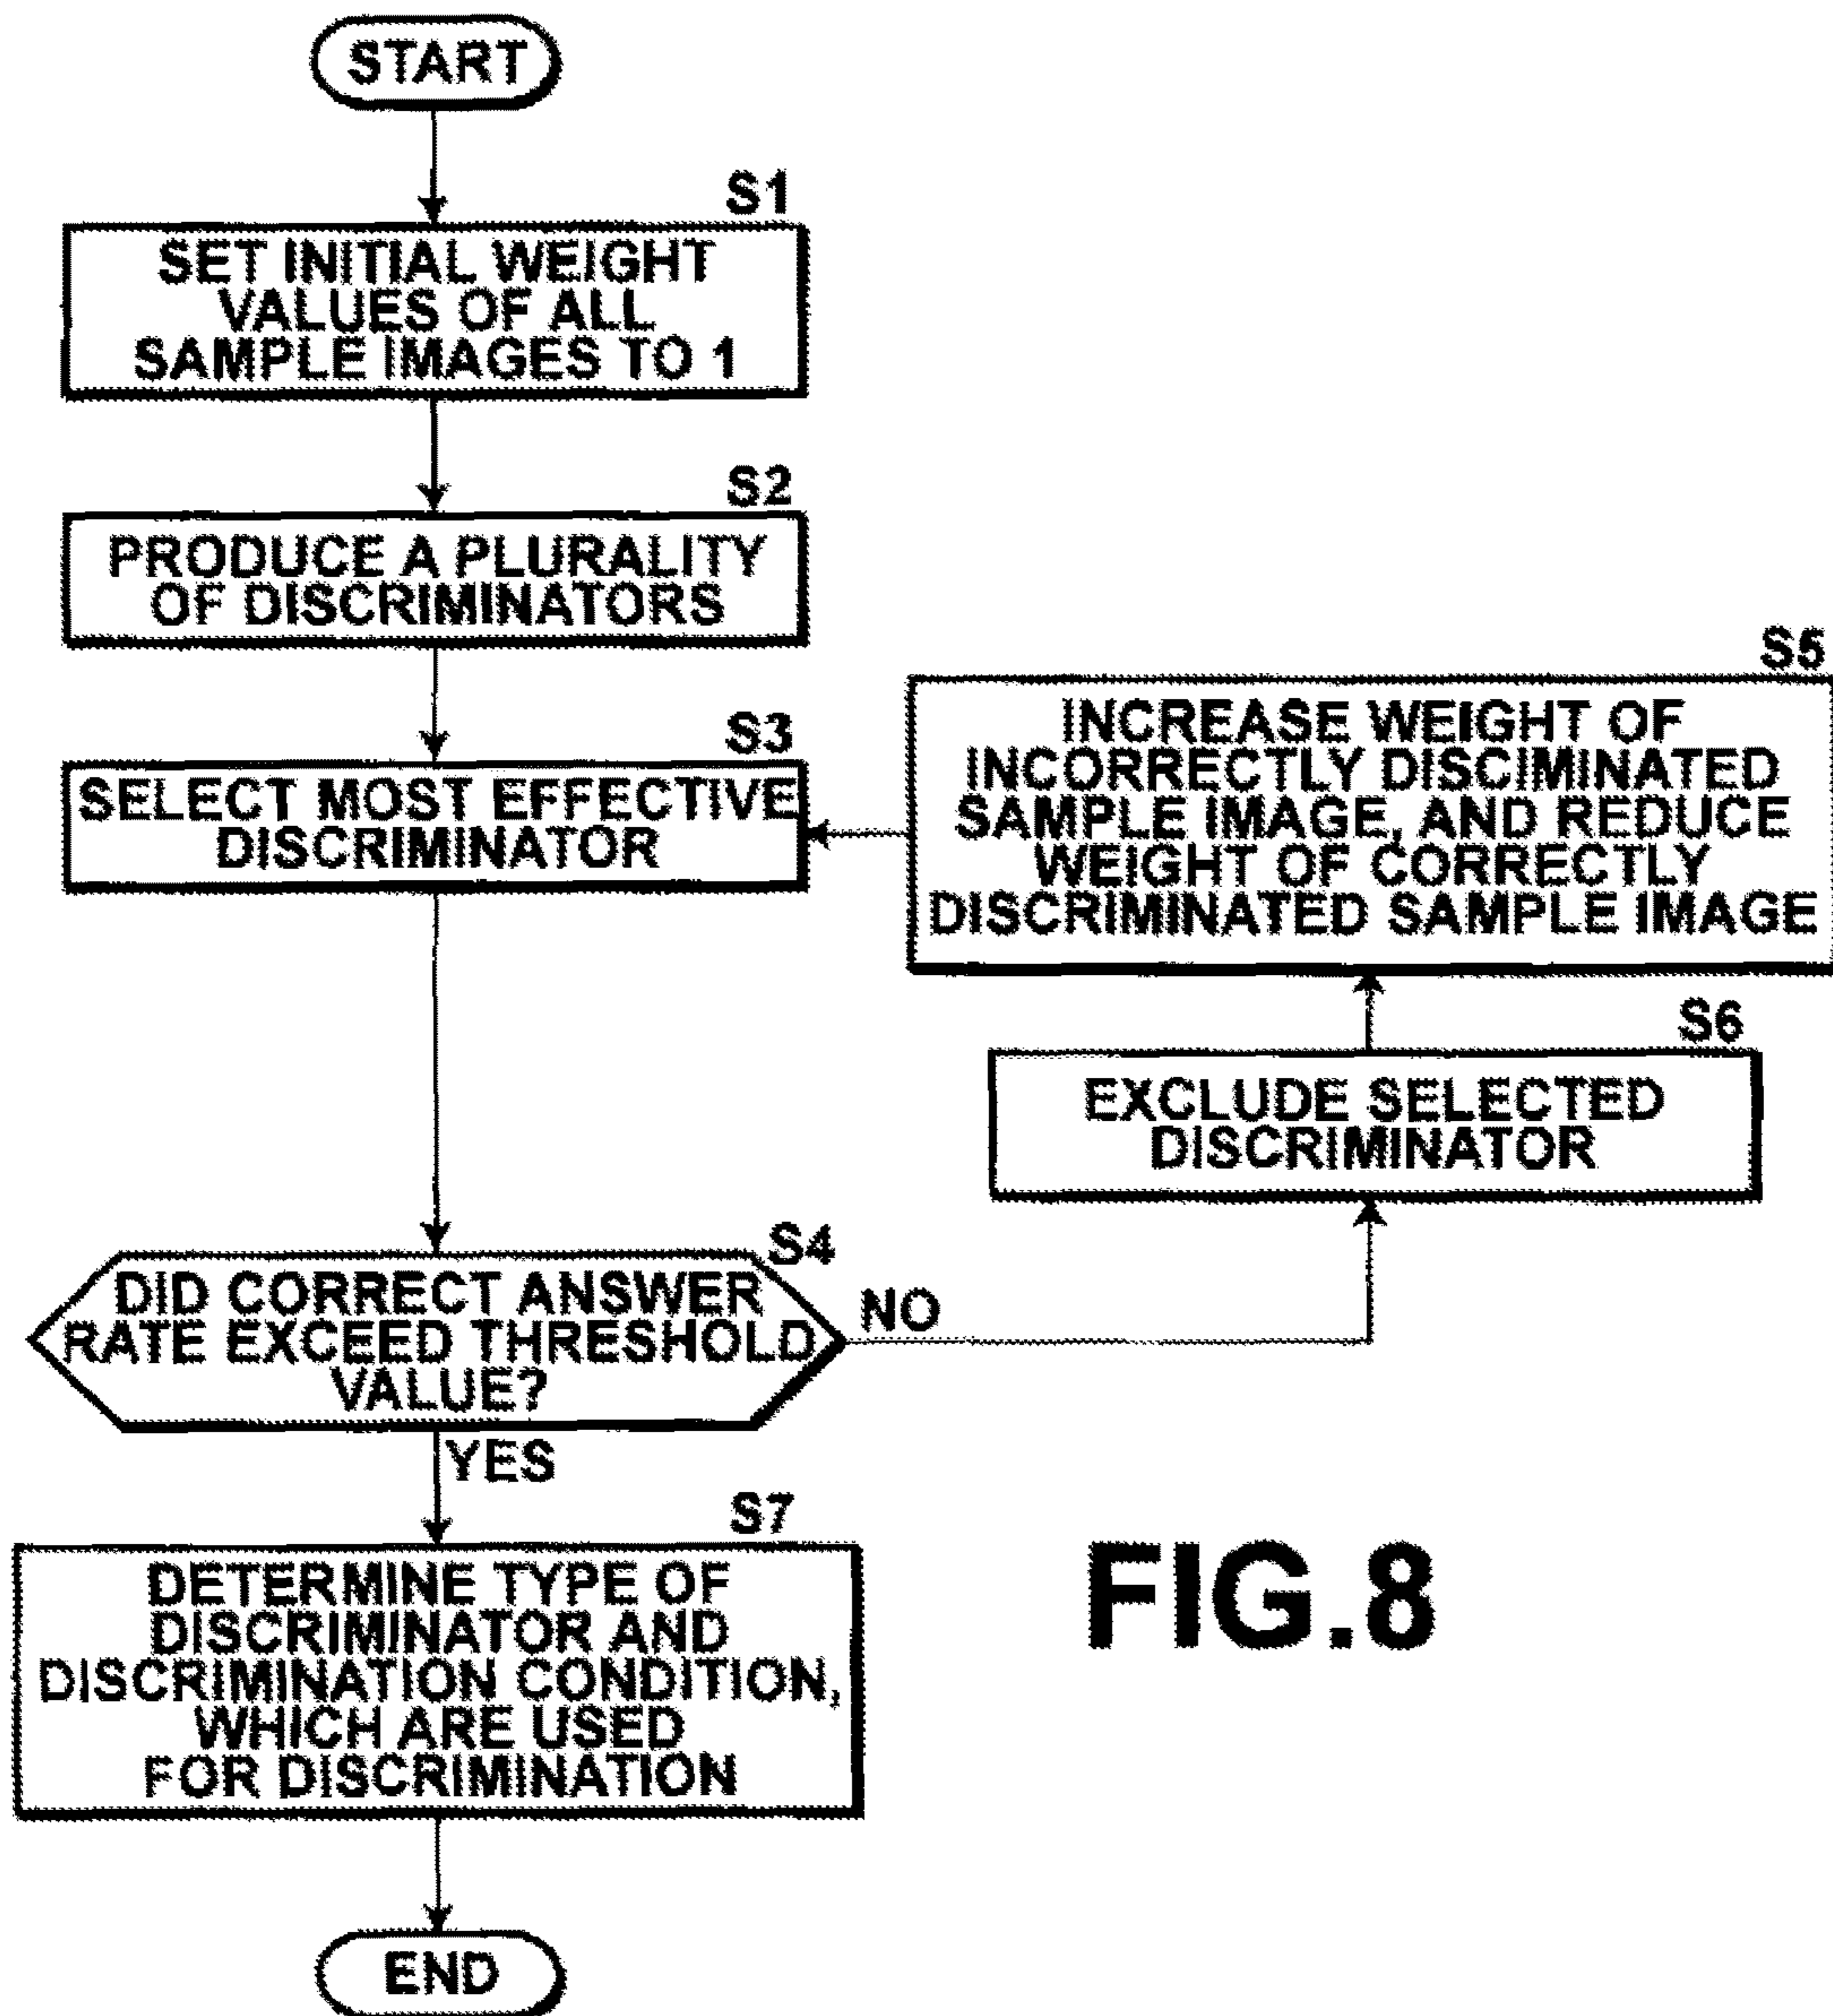 START
S1
SET INITIAL WEIGHT
VALUES OF ALL
SAMPLE IMAGES TO 1
S2
PRODUCE A PLURALITY
OF DISCRIMINATORS
S3
SELECT MOST EFFECTIVE
DISCRIMINATOR
S5
INCREASE WEIGHT OF
INCORRECTLY DISCIMINATED
SAMPLE IMAGE, AND REDUCE
WEIGHT OF CORRECTLY
DISCRIMINATED SAMPLE IMAGE
S6
EXCLUDE SELECTED
DISCRIMINATOR
S4
DID CORRECT ANSWER
RATE EXCEED THRESHOLD
VALUE?
NO
YES
S7
DETERMINE TYPE OF
DISCRIMINATOR AND
DISCRIMINATION CONDITION,
WHICH ARE USED
FOR DISCRIMINATION
END
FIG.8